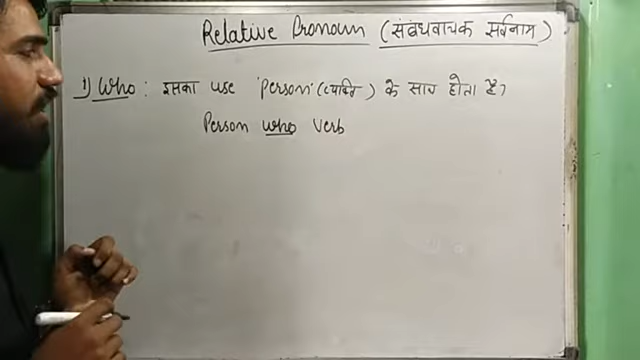 Relative Pronoun (संबंधवाचक सर्वनाम)
1) Who : इसका use 'Person' (व्यक्ति) के साथ होता है,
Person who verb